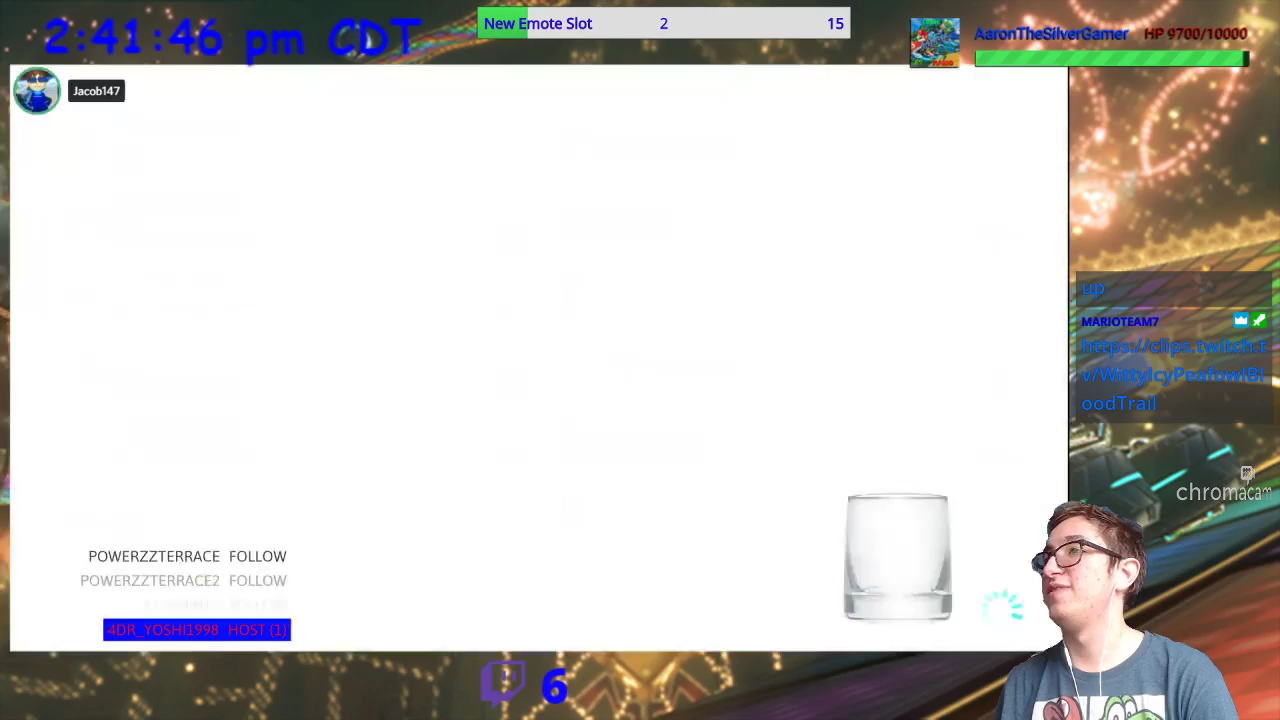 2:41:46 pm CDT
New Emote Slot 2 15
AaronTheSilverGamer HP 9700/10000
Jacob147
up
MARIOTEAM7
https://clips.twitch.t
v/WittyIcyPeafowlBl
oodTrail
chromacam
POWERZZTERRACE FOLLOW
POWERZZTERRACE2 FOLLOW
4DR_YOSHI1998 HOST (1)
6